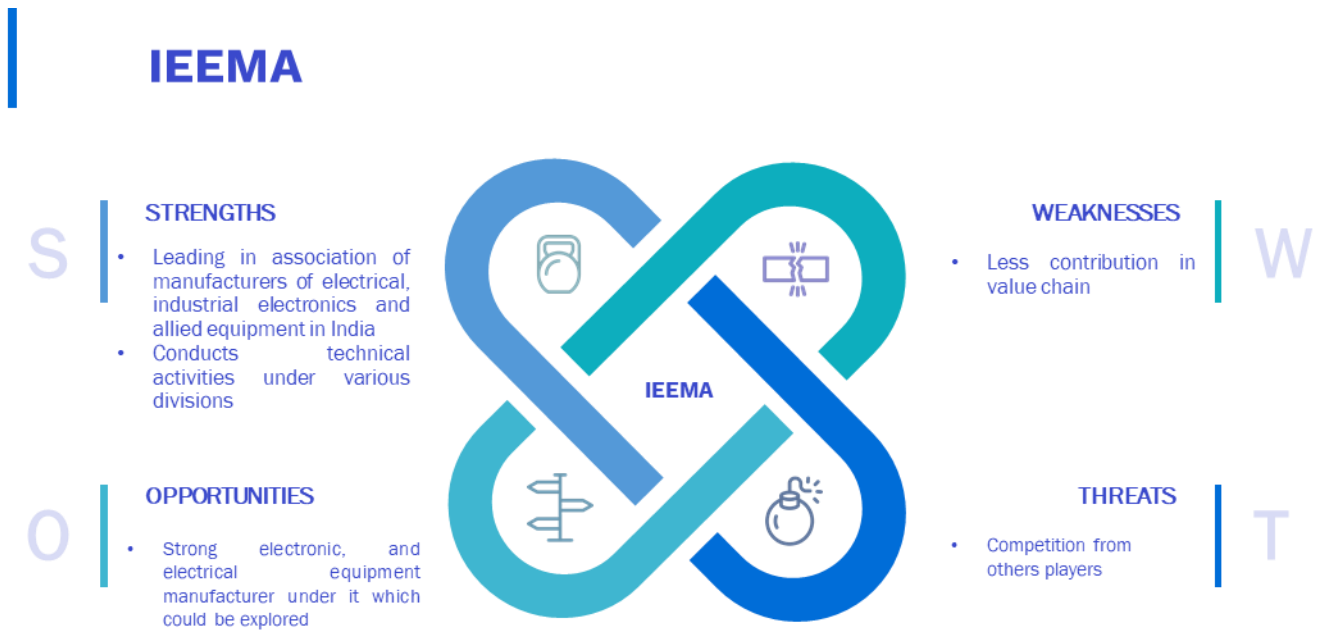 IEEMA
S
STRENGTHS
• Leading in association of
manufacturers of electrical,
industrial electronics and
allied equipment in India
• Conducts technical
activities under various
divisions
WEAKNESSES
W
• Less contribution in
value chain
IEEMA
O
OPPORTUNITIES
• Strong electronic, and
electrical equipment
manufacturer under it which
could be explored
THREATS
T
• Competition from
others players